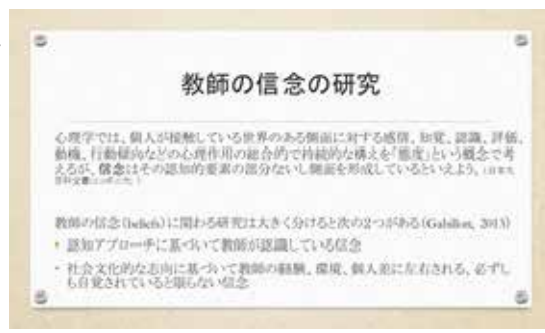 教師の信念の研究
心理学では、個人が接触している世界のある側面に対する感情、知覚、認識、評価、
動機、行動傾向などの心理作用の総合的で持続的な構えを「態度」という概念で考
えるが、信念はその認知的要素の部分ないし側面を形成しているといえよう。(日本大
百科全書
教師の信念(beliefs)に関わる研究は大きく分けると次の2つがある(Gabillon, 2013)
• 認知アプローチに基づいて教師が認識している信念
• 社会文化的な志向に基づいて教師の経験、環境、個人差に左右される、必ずし
も自覚されていると限らない信念